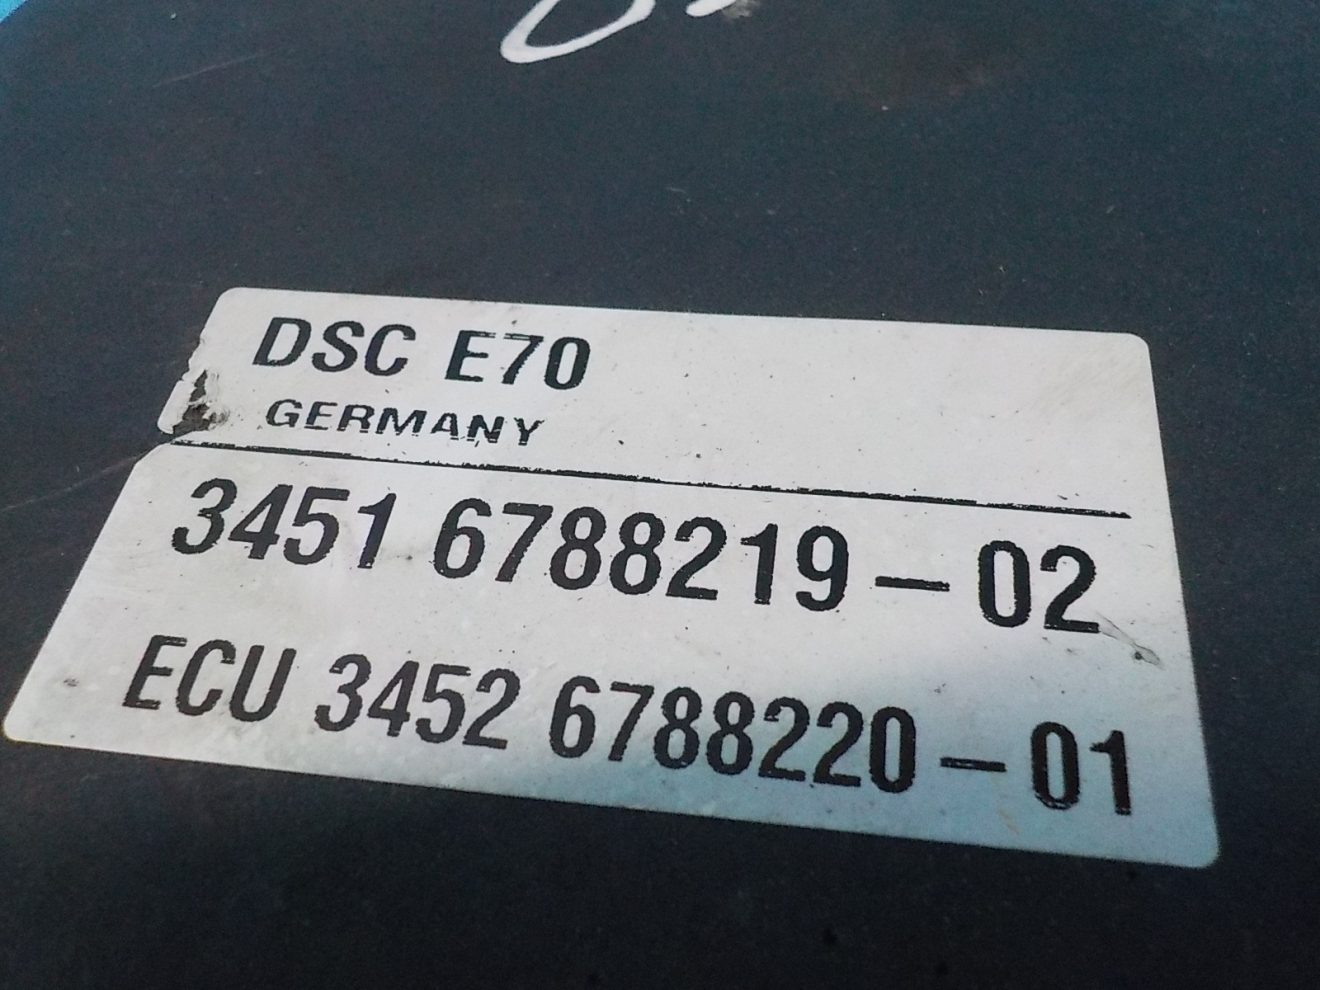 DSC E70
GERMANY
3451 6788219-02
ECU 3452 6788220-01